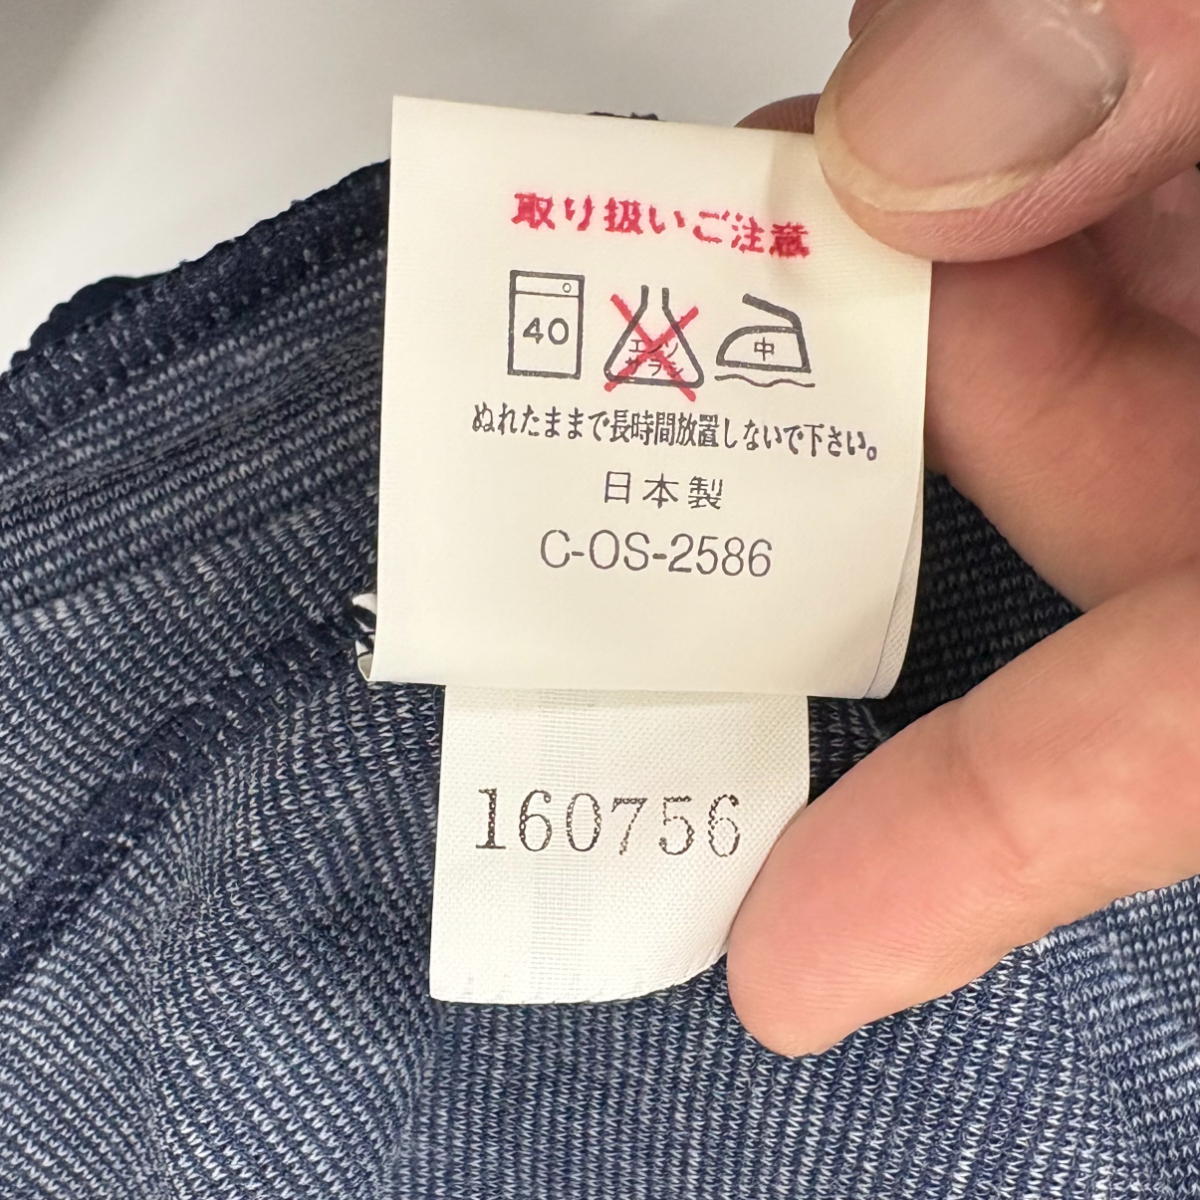 取り扱いご注意
40 エンソサラシ 中
ぬれたままで長時間放置しないで下さい。
日本製
C-OS-2586
160756